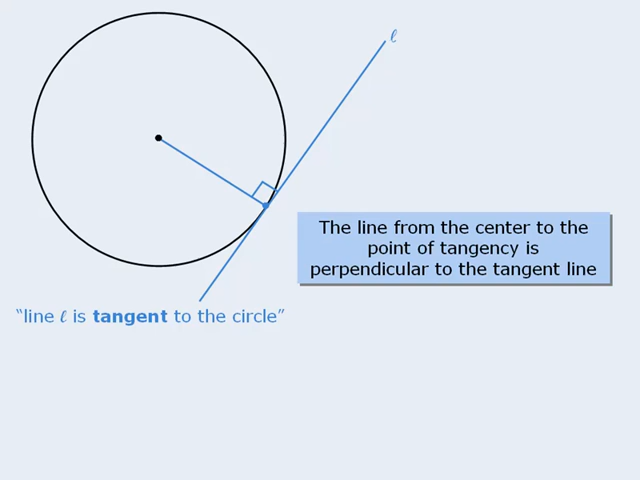 ℓ
The line from the center to the
point of tangency is
perpendicular to the tangent line
“line ℓ is tangent to the circle”